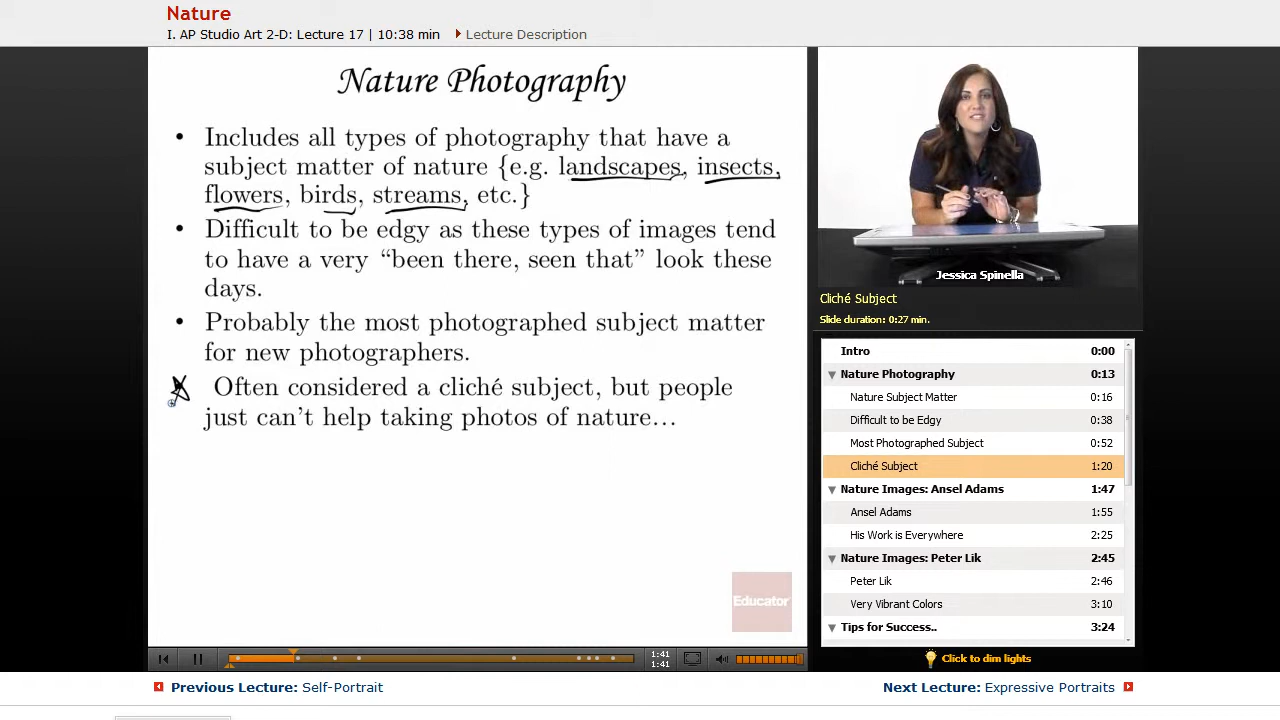 Nature
I. AP Studio Art 2-D: Lecture 17 | 10:38 min
Lecture Description
Nature Photography
• Includes all types of photography that have a
subject matter of nature {e.g. landscapes, insects,
flowers, birds, streams, etc.}
• Difficult to be edgy as these types of images tend
to have a very “been there, seen that” look these
days.
• Probably the most photographed subject matter
for new photographers.
Often considered a cliché subject, but people
just can’t help taking photos of nature…
Educator
1:41
1:41
Jessica Spinella
Cliché Subject
Slide duration: 0:27 min.
Intro 0:00
Nature Photography 0:13
Nature Subject Matter 0:16
Difficult to be Edgy 0:38
Most Photographed Subject 0:52
Cliché Subject 1:20
Nature Images: Ansel Adams 1:47
Ansel Adams 1:55
His Work is Everywhere 2:25
Nature Images: Peter Lik 2:45
Peter Lik 2:46
Very Vibrant Colors 3:10
Tips for Success.. 3:24
Click to dim lights
Previous Lecture: Self-Portrait
Next Lecture: Expressive Portraits